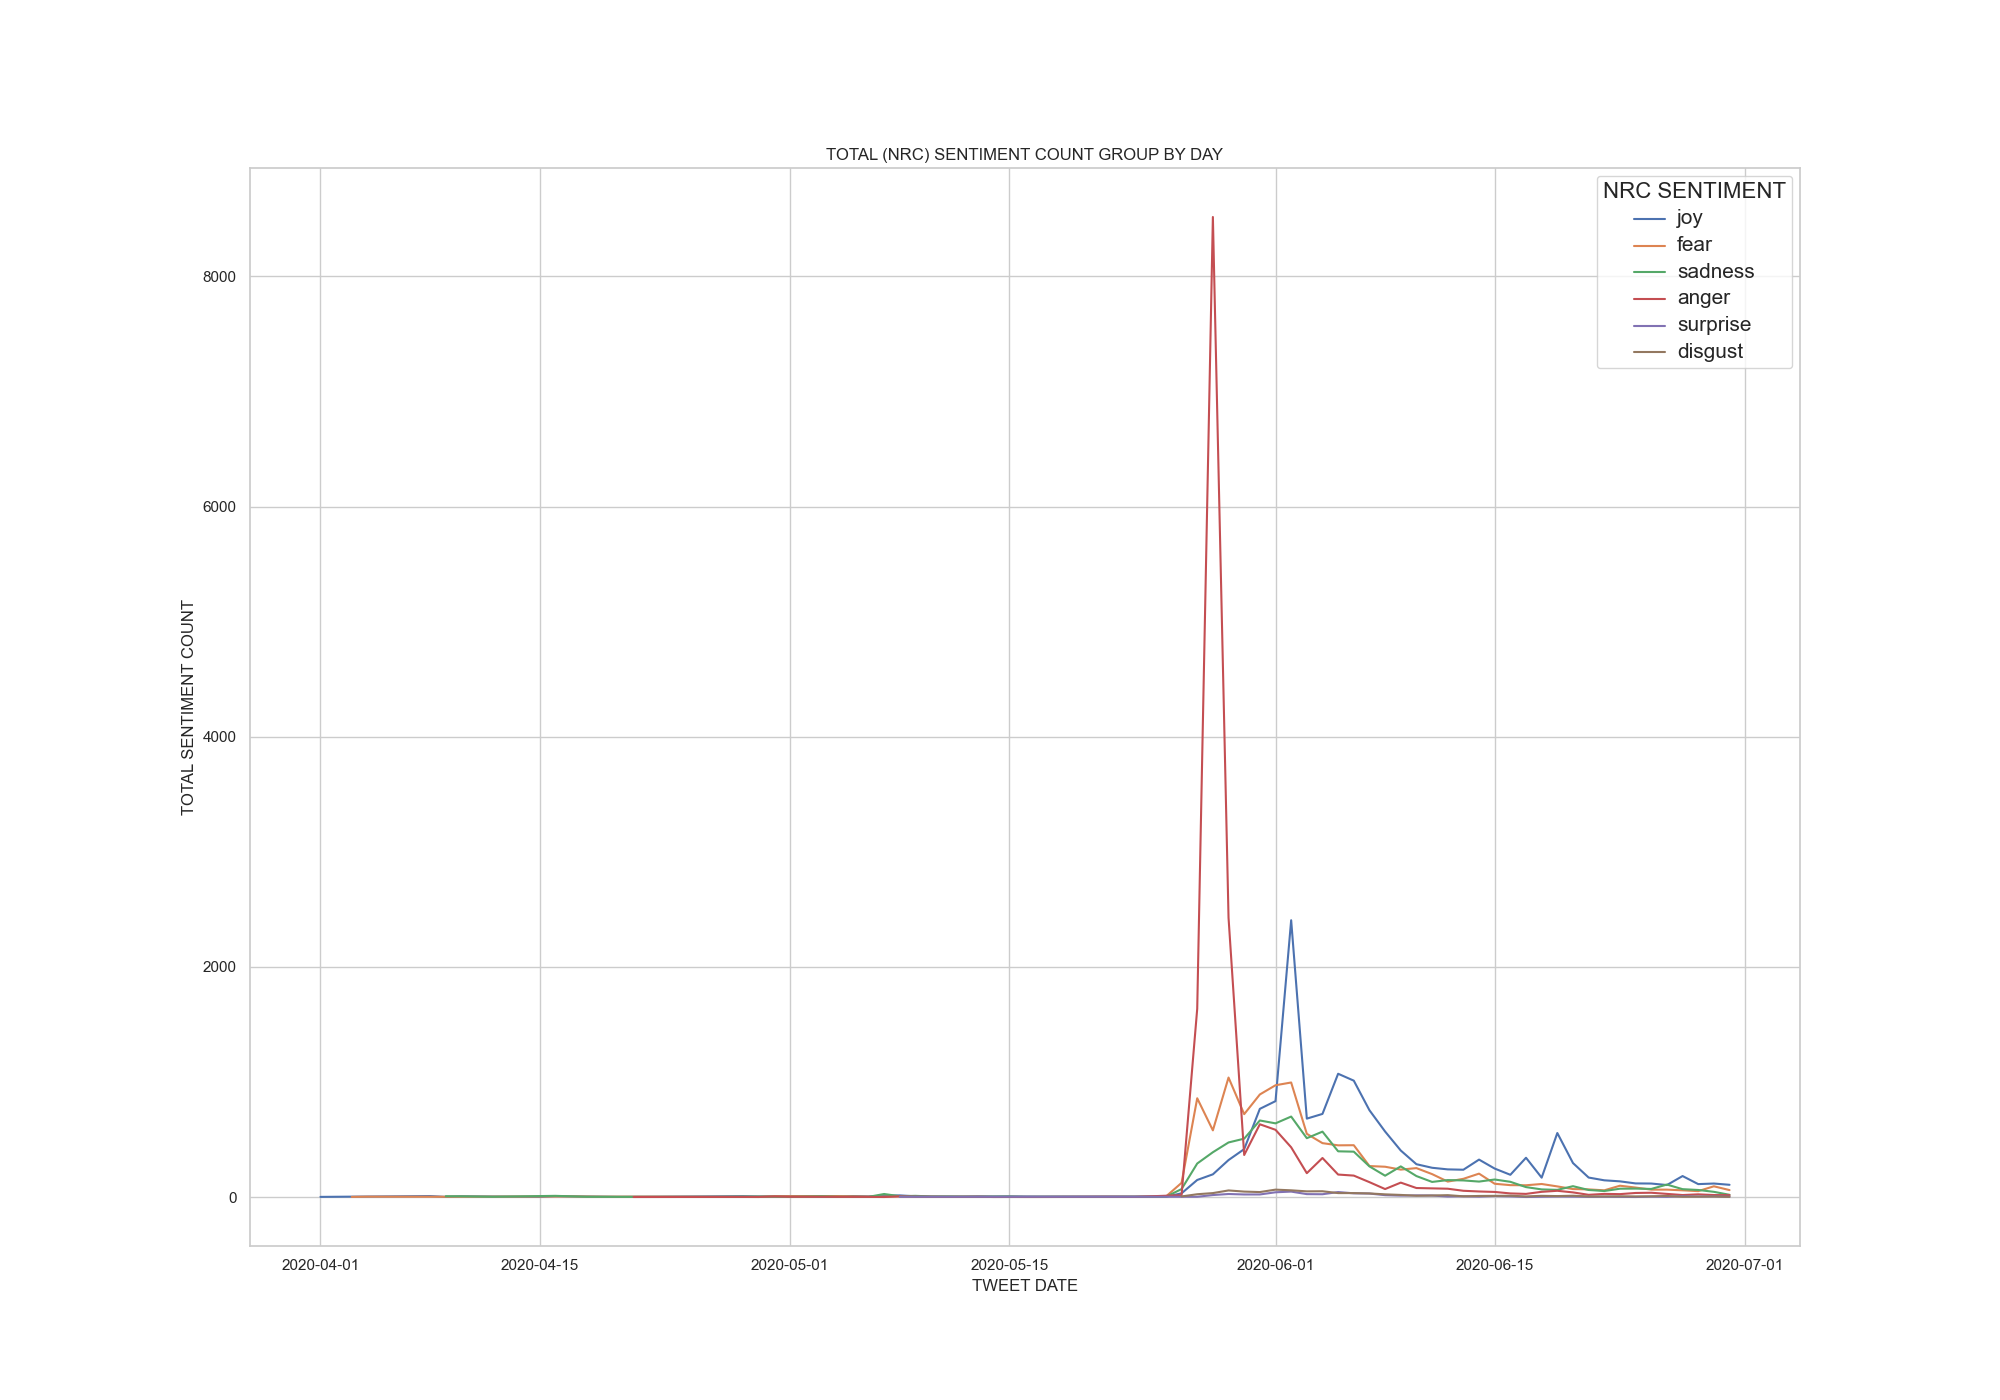 TOTAL (NRC) SENTIMENT COUNT GROUP BY DAY
NRC SENTIMENT
joy
fear
sadness
anger
surprise
disgust
8000
6000
4000
2000
0
TOTAL SENTIMENT COUNT
2020-04-01 2020-04-15 2020-05-01 2020-05-15 2020-06-01 2020-06-15 2020-07-01
TWEET DATE